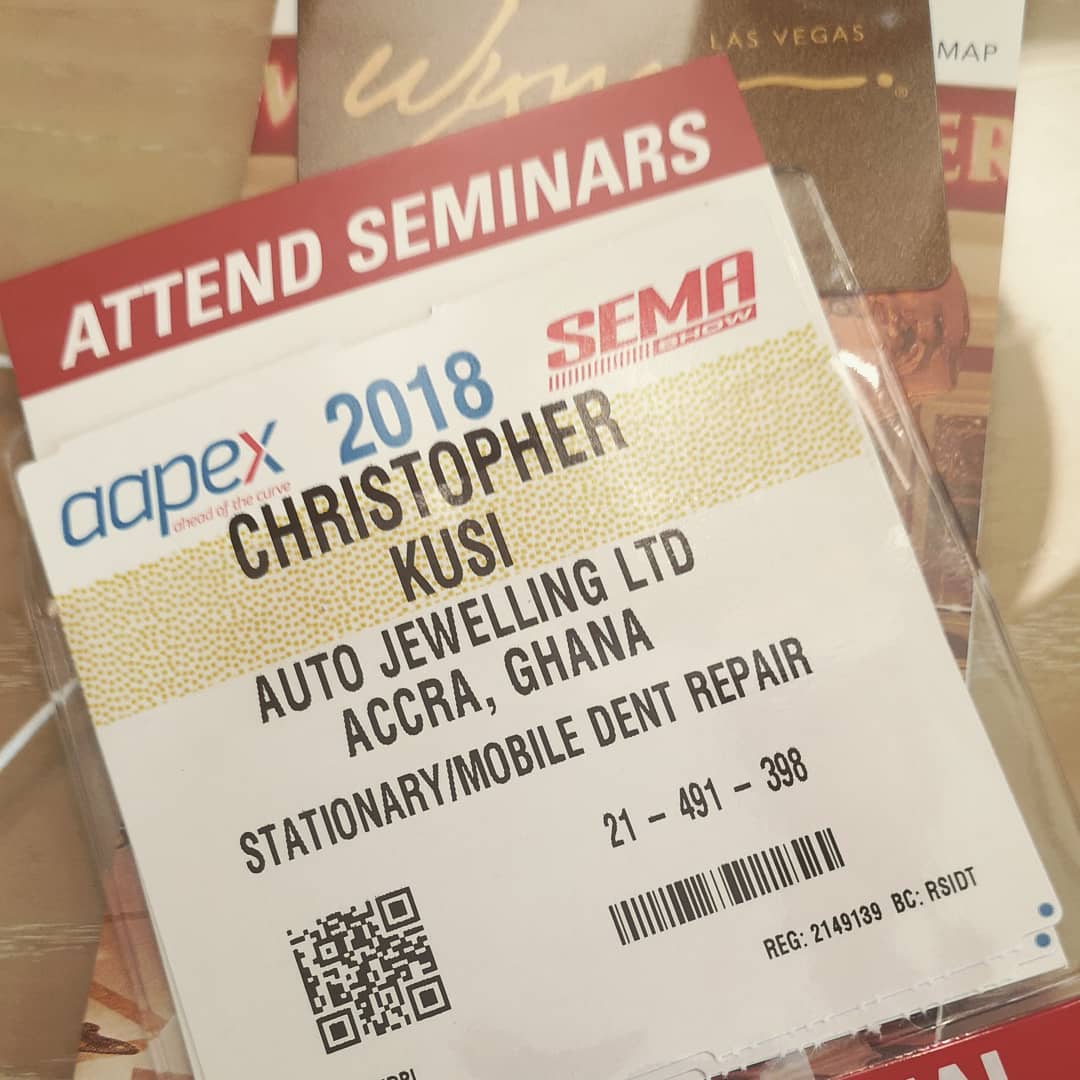 Wynn
LAS VEGAS
MAP
ER
ATTEND SEMINARS
SEMA
SHOW
aapex 2018
ahead of the curve
CHRISTOPHER
KUSI
AUTO JEWELLING LTD
ACCRA, GHANA
STATIONARY/MOBILE DENT REPAIR
21 - 491 - 398
REG: 2149139 BC: RSIDT